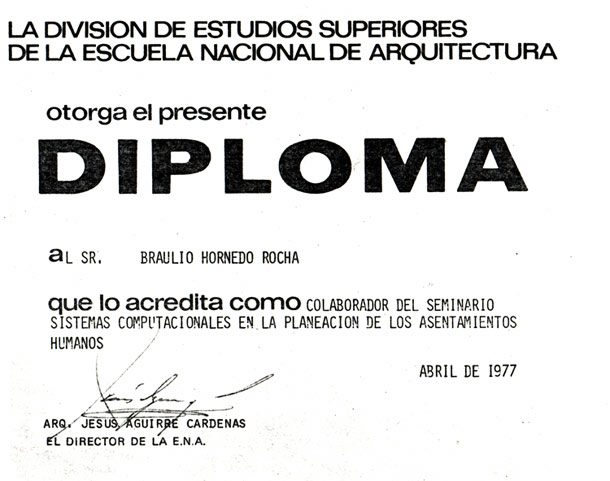 LA DIVISION DE ESTUDIOS SUPERIORES
DE LA ESCUELA NACIONAL DE ARQUITECTURA
otorga el presente
DIPLOMA
aL SR. BRAULIO HORNEDO ROCHA
que lo acredita como COLABORADOR DEL SEMINARIO
SISTEMAS COMPUTACIONALES EN LA PLANEACION DE LOS ASENTAMIENTOS
HUMANOS
ABRIL DE 1977
ARQ. JESUS AGUIRRE CARDENAS
EL DIRECTOR DE LA E.N.A.